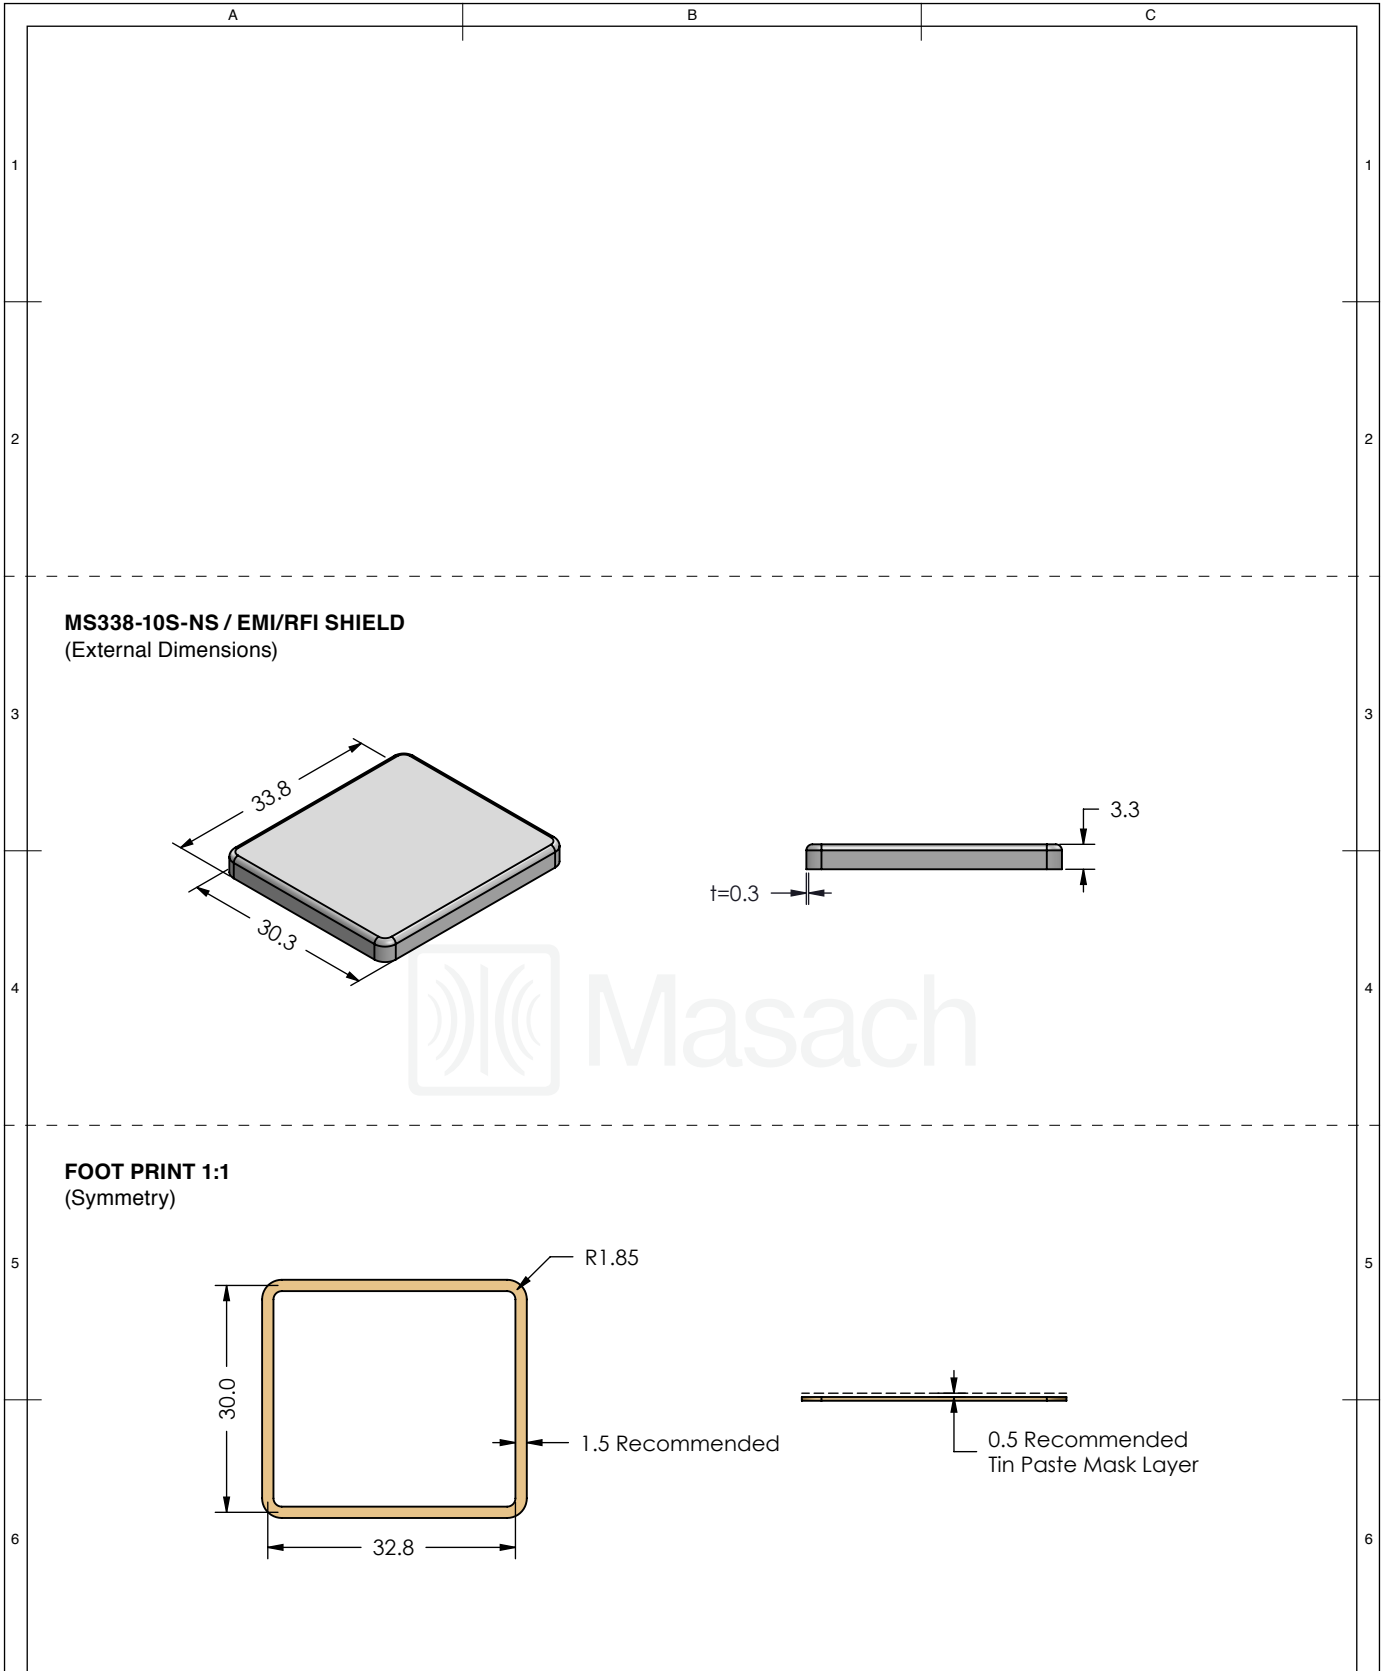 A B C
1 1
2 2
MS338-10S-NS / EMI/RFI SHIELD
(External Dimensions)
3 3
33.8
3.3
t=0.3
30.3
Masach
4 4
FOOT PRINT 1:1
(Symmetry)
R1.85
5 5
30.0
1.5 Recommended
0.5 Recommended
Tin Paste Mask Layer
32.8
6 6